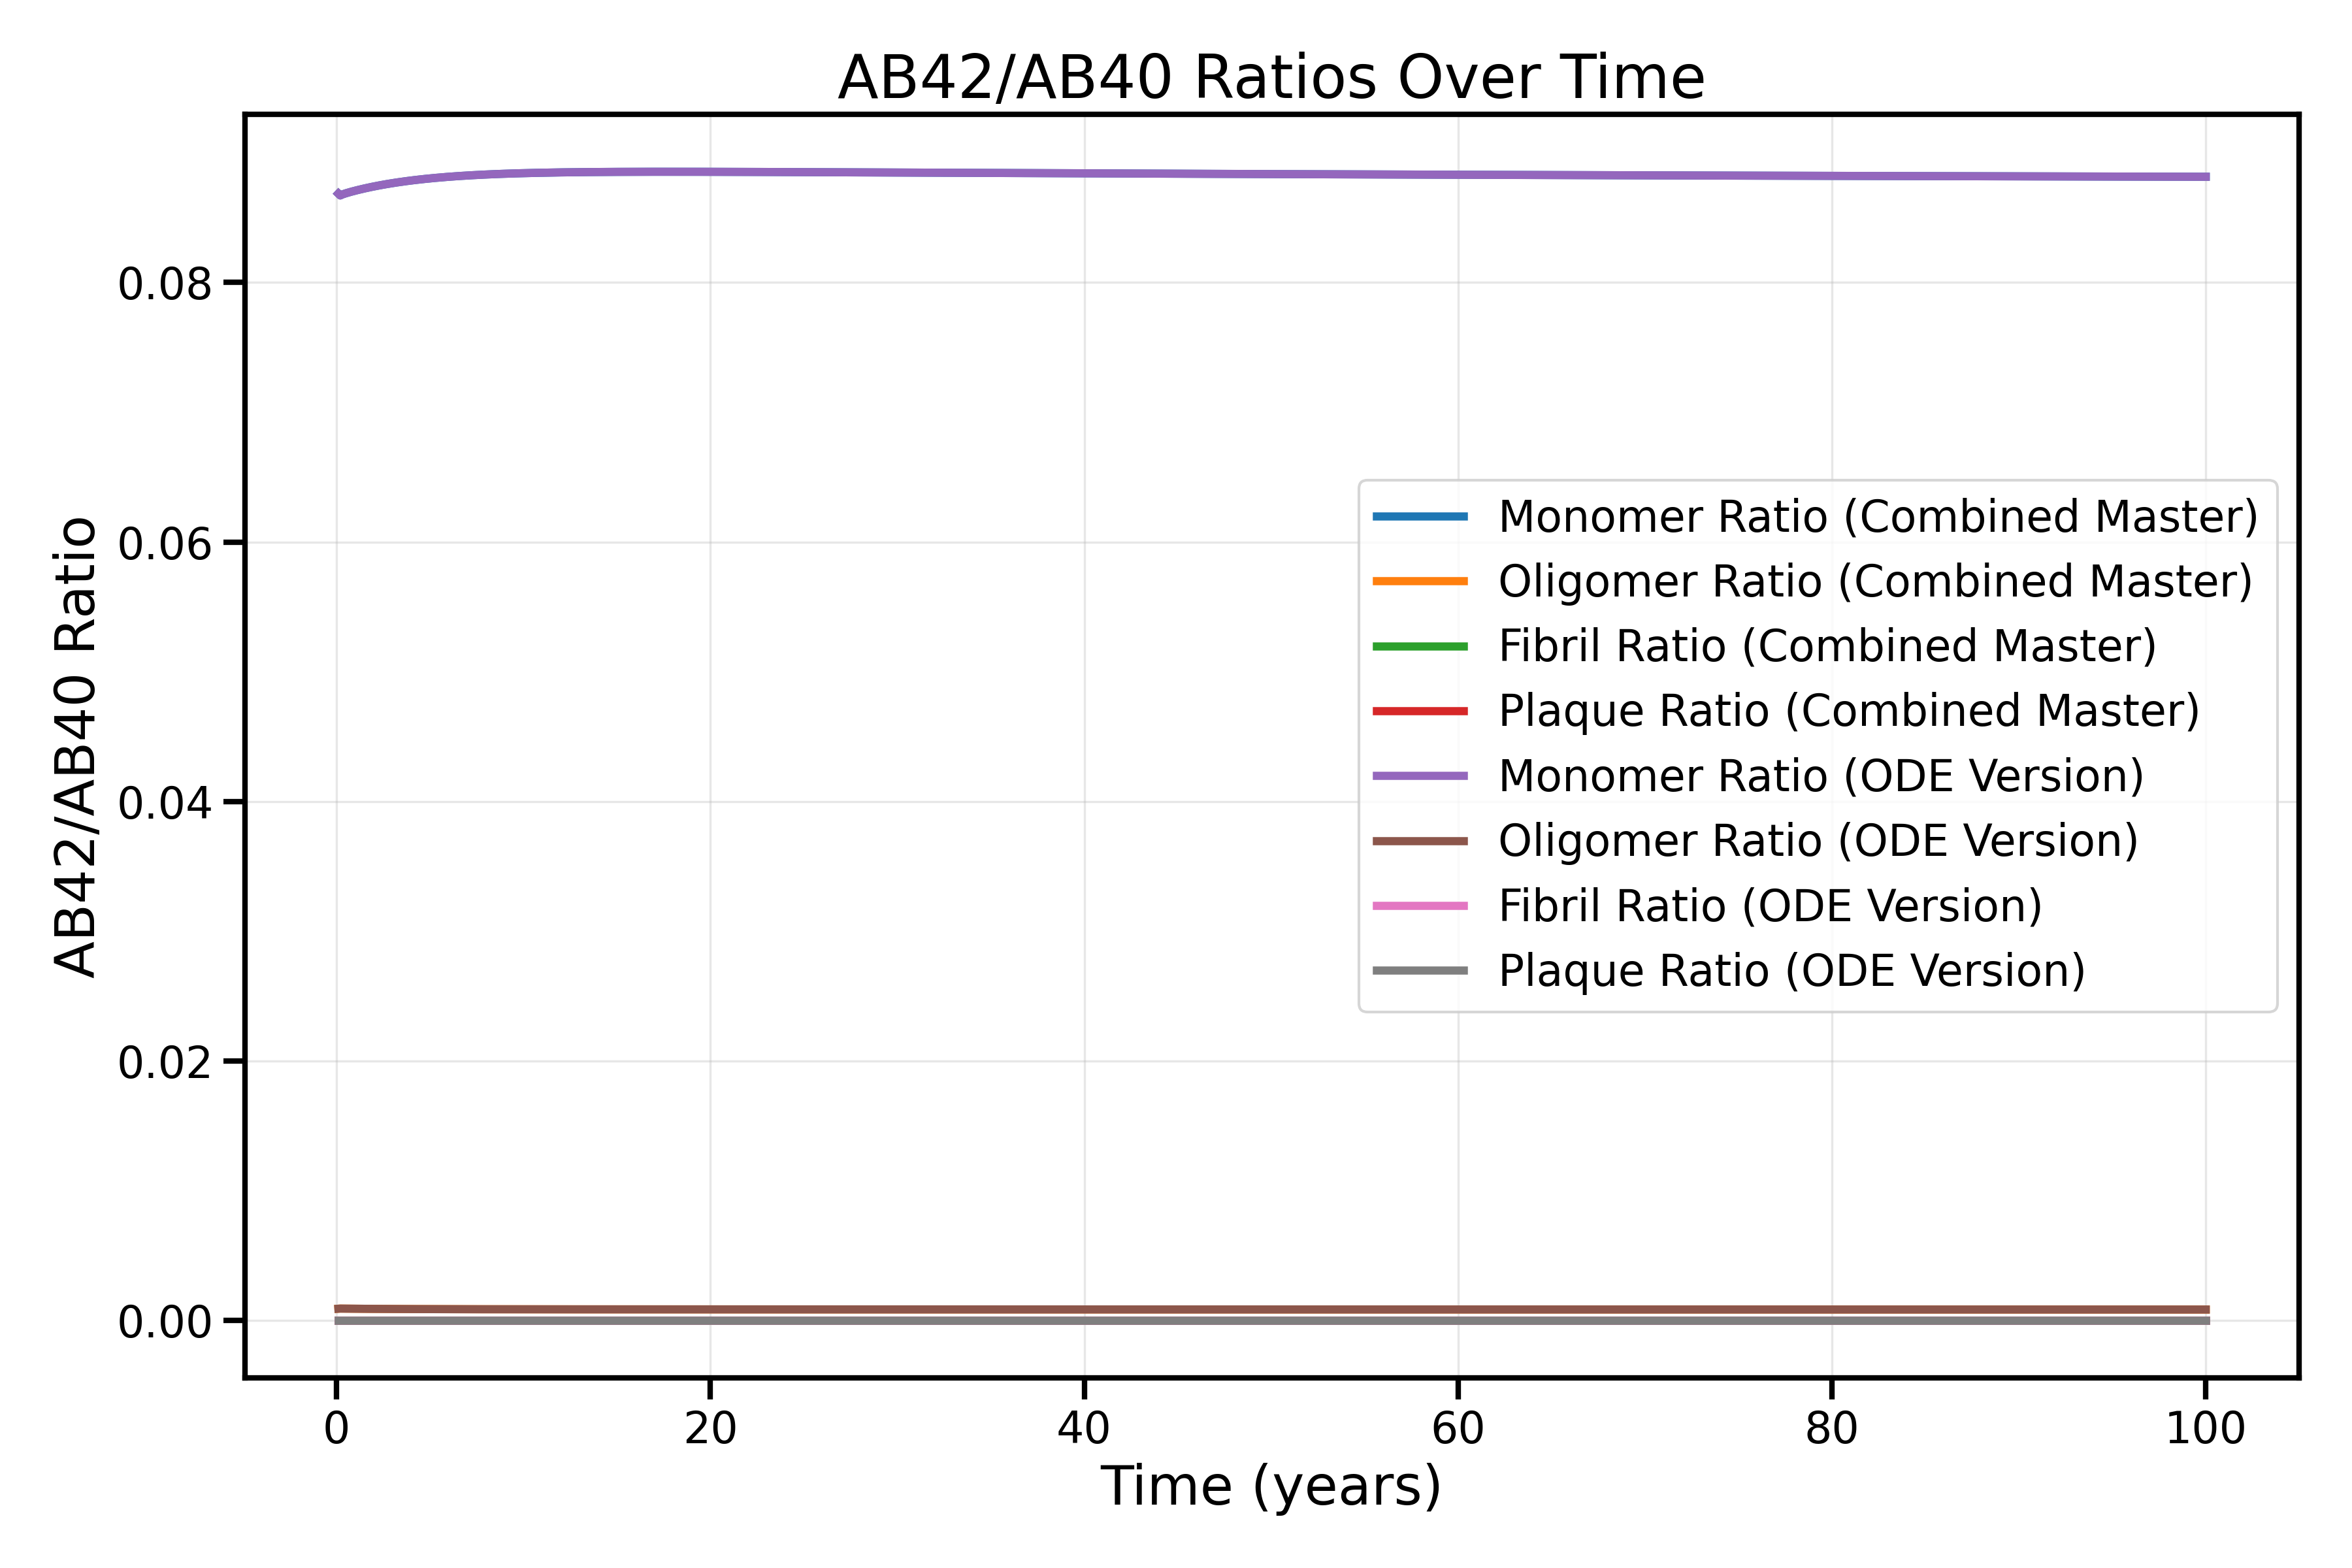 AB42/AB40 Ratios Over Time
AB42/AB40 Ratio
0.08
0.06
0.04
0.02
0.00
Monomer Ratio (Combined Master)
Oligomer Ratio (Combined Master)
Fibril Ratio (Combined Master)
Plaque Ratio (Combined Master)
Monomer Ratio (ODE Version)
Oligomer Ratio (ODE Version)
Fibril Ratio (ODE Version)
Plaque Ratio (ODE Version)
0 20 40 60 80 100
Time (years)